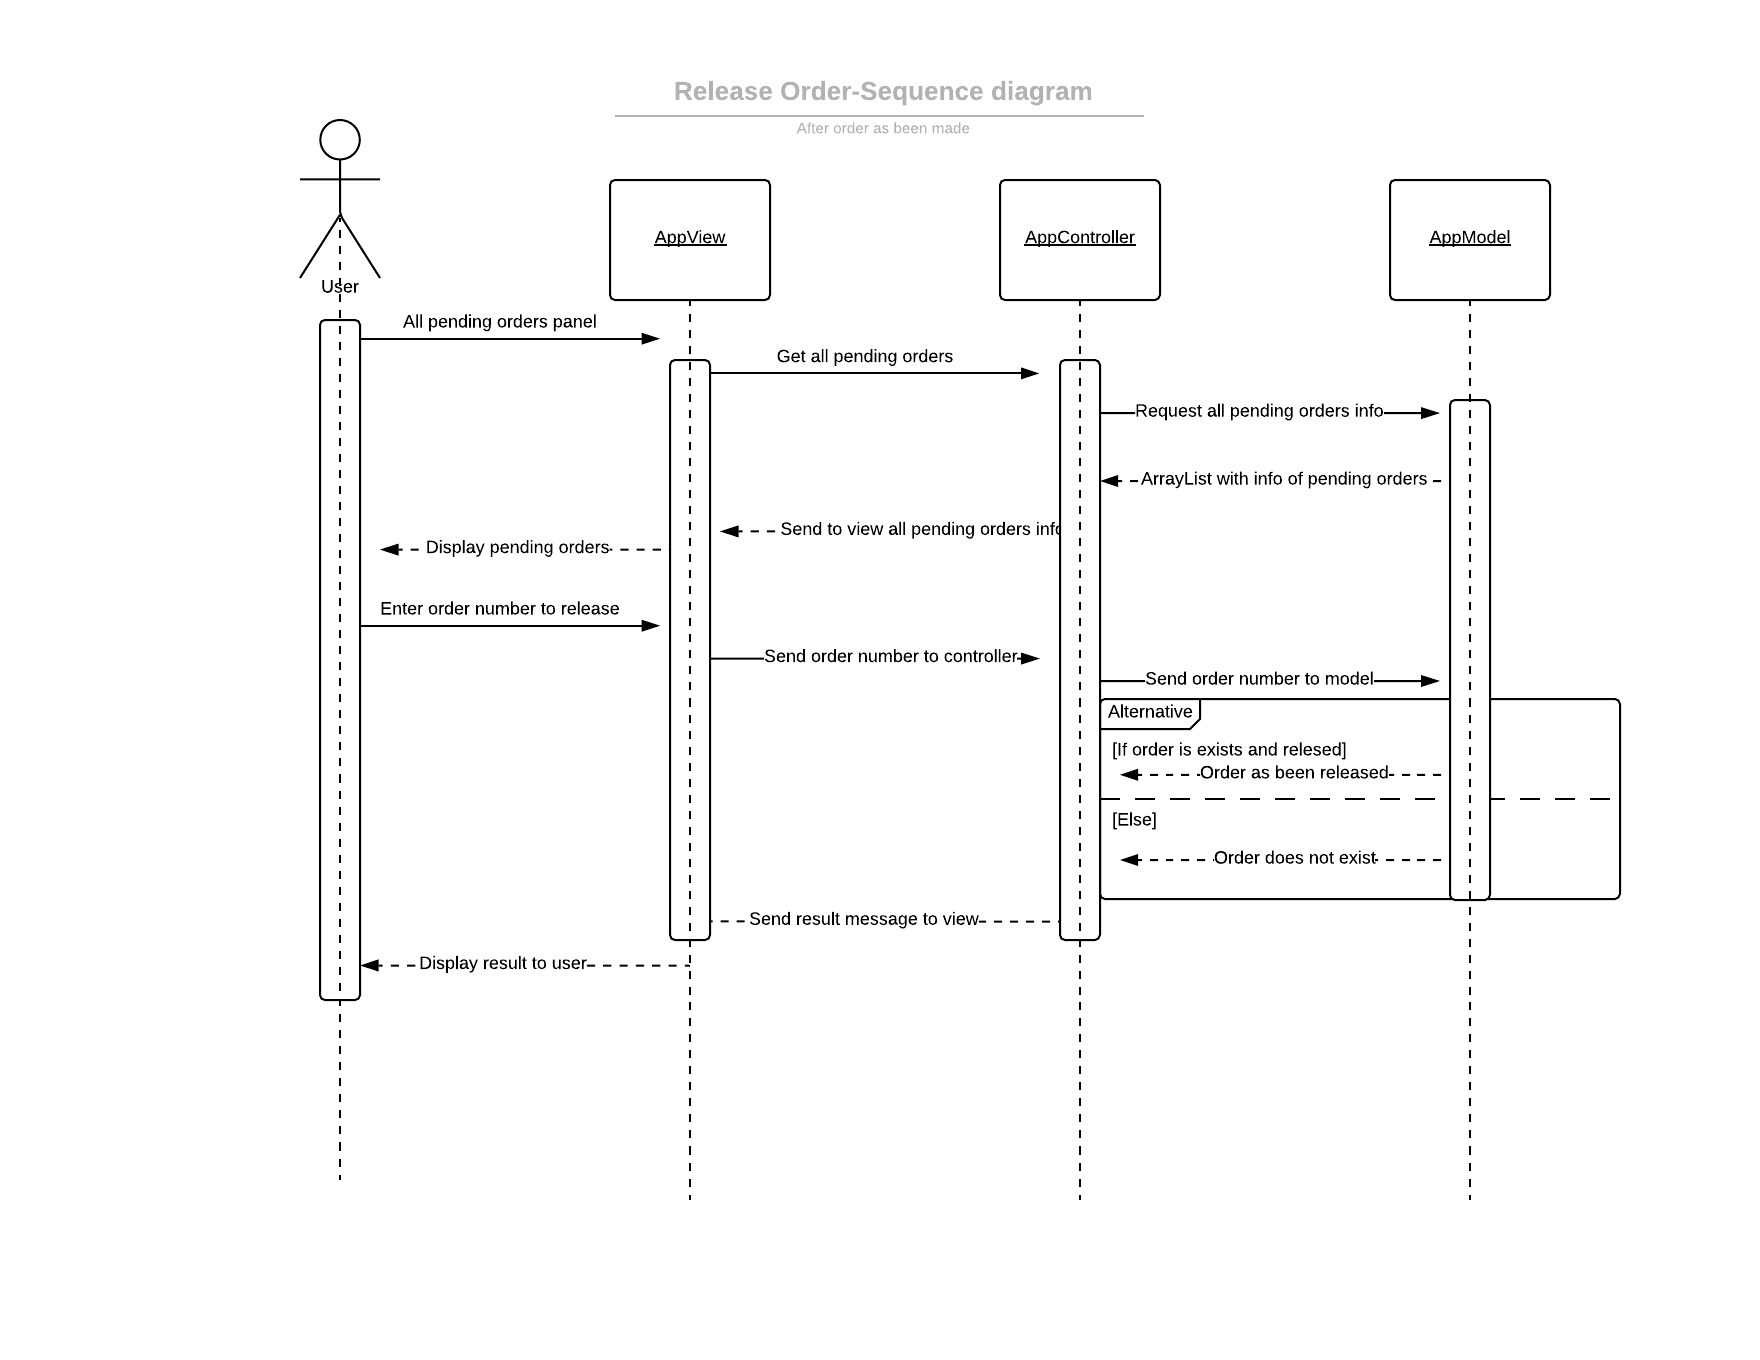 Release Order-Sequence diagram
After order as been made
AppView
AppController
AppModel
User
All pending orders panel
Get all pending orders
Request all pending orders info
ArrayList with info of pending orders
Send to view all pending orders info
Display pending orders
Enter order number to release
Send order number to controller
Send order number to model
Alternative
[If order is exists and relesed]
Order as been released
[Else]
Order does not exist
Send result message to view
Display result to user